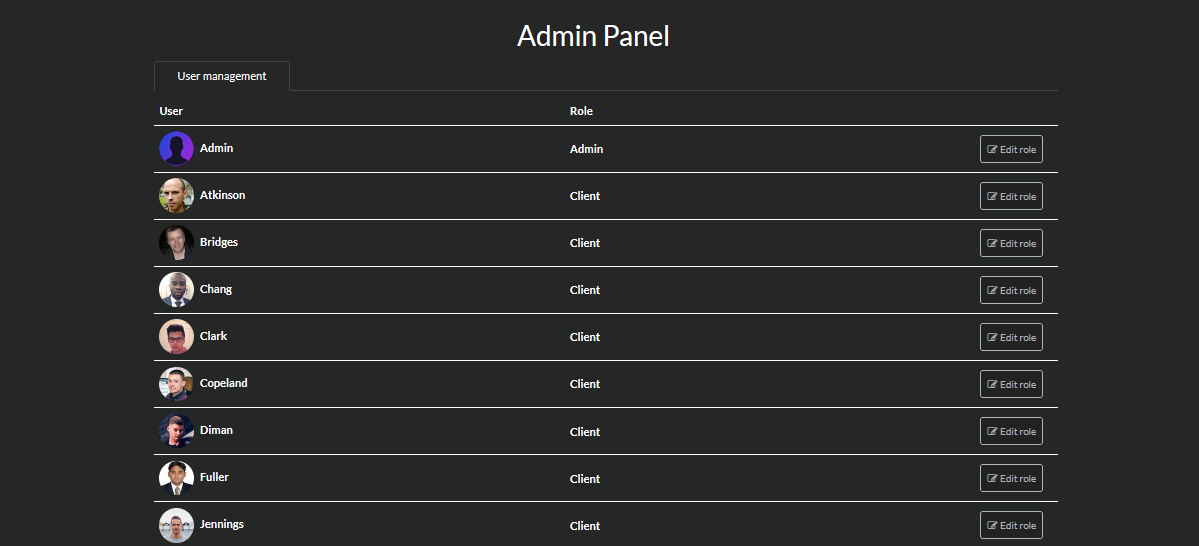 Admin Panel
User management
User Role
Admin Admin Edit role
Atkinson Client Edit role
Bridges Client Edit role
Chang Client Edit role
Clark Client Edit role
Copeland Client Edit role
Diman Client Edit role
Fuller Client Edit role
Jennings Client Edit role